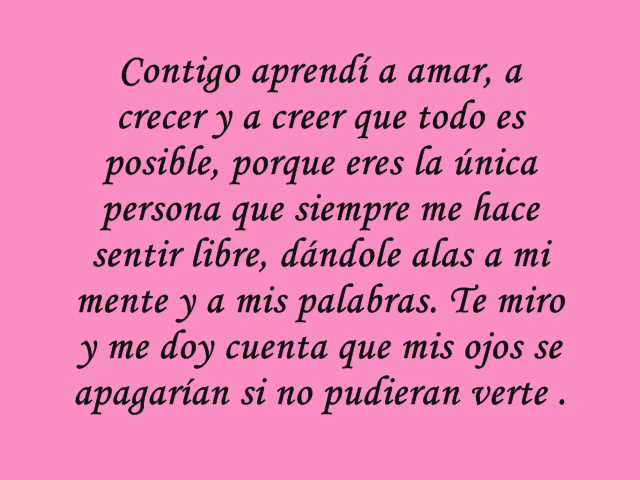 Contigo aprendí a amar, a
crecer y a creer que todo es
posible, porque eres la única
persona que siempre me hace
sentir libre, dándole alas a mi
mente y a mis palabras. Te miro
y me doy cuenta que mis ojos se
apagarían si no pudieran verte .